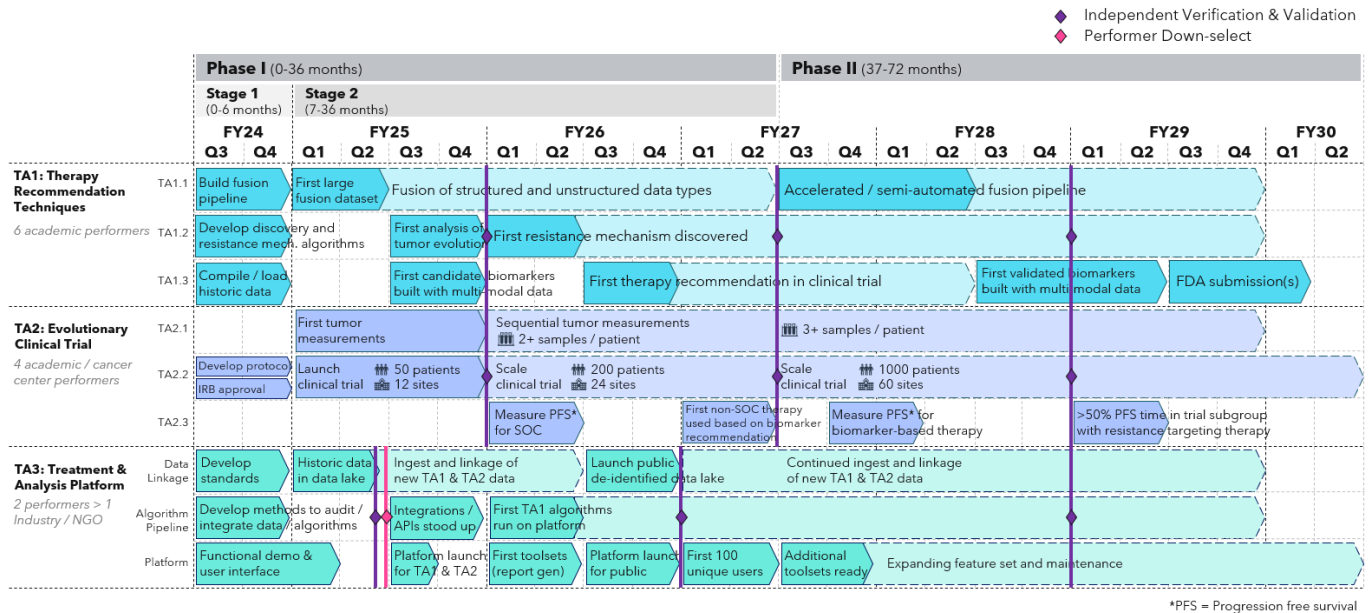 Independent Verification & Validation
Performer Down-select
Phase I (0-36 months)
Phase II (37-72 months)
Stage 1
(0-6 months)
Stage 2
(7-36 months)
FY24
FY25
FY26
FY27
FY28
FY29
FY30
Q3 Q4 Q1 Q2 Q3 Q4 Q1 Q2 Q3 Q4 Q1 Q2 Q3 Q4 Q1 Q2 Q3 Q4 Q1 Q2 Q3 Q4 Q1 Q2
TA1: Therapy
Recommendation
Techniques
6 academic performers
TA1.1
Build fusion
pipeline
First large
fusion dataset
Fusion of structured and unstructured data types
Accelerated / semi-automated fusion pipeline
TA1.2
Develop discovery and
resistance mech. algorithms
First analysis of
tumor evolution
First resistance mechanism discovered
TA1.3
Compile / load
historic data
First candidate biomarkers
built with multi-modal data
First therapy recommendation in clinical trial
First validated biomarkers
built with multi-modal data
FDA submission(s)
TA2: Evolutionary
Clinical Trial
4 academic / cancer
center performers
TA2.1
First tumor
measurements
Sequential tumor measurements
2+ samples / patient
3+ samples / patient
TA2.2
Develop protocol
IRB approval
Launch
clinical trial
50 patients
12 sites
Scale
clinical trial
200 patients
24 sites
Scale
clinical trial
1000 patients
60 sites
TA2.3
Measure PFS*
for SOC
First non-SOC therapy
used based on biomarker
recommendation
Measure PFS* for
biomarker-based therapy
>50% PFS time in trial subgroup
with resistance targeting therapy
TA3: Treatment &
Analysis Platform
2 performers > 1
Industry / NGO
Data
Linkage
Develop
standards
Historic data
in data lake
Ingest and linkage of
new TA1 & TA2 data
Launch public
de-identified data lake
Continued ingest and linkage
of new TA1 & TA2 data
Algorithm
Pipeline
Develop methods to audit /
integrate data/ algorithms
Integrations /
APIs stood up
First TA1 algorithms
run on platform
Platform
Functional demo &
user interface
Platform launch
for TA1 & TA2
First toolsets
(report gen)
Platform launch
for public
First 100
unique users
Additional
toolsets ready
Expanding feature set and maintenance
*PFS = Progression free survival